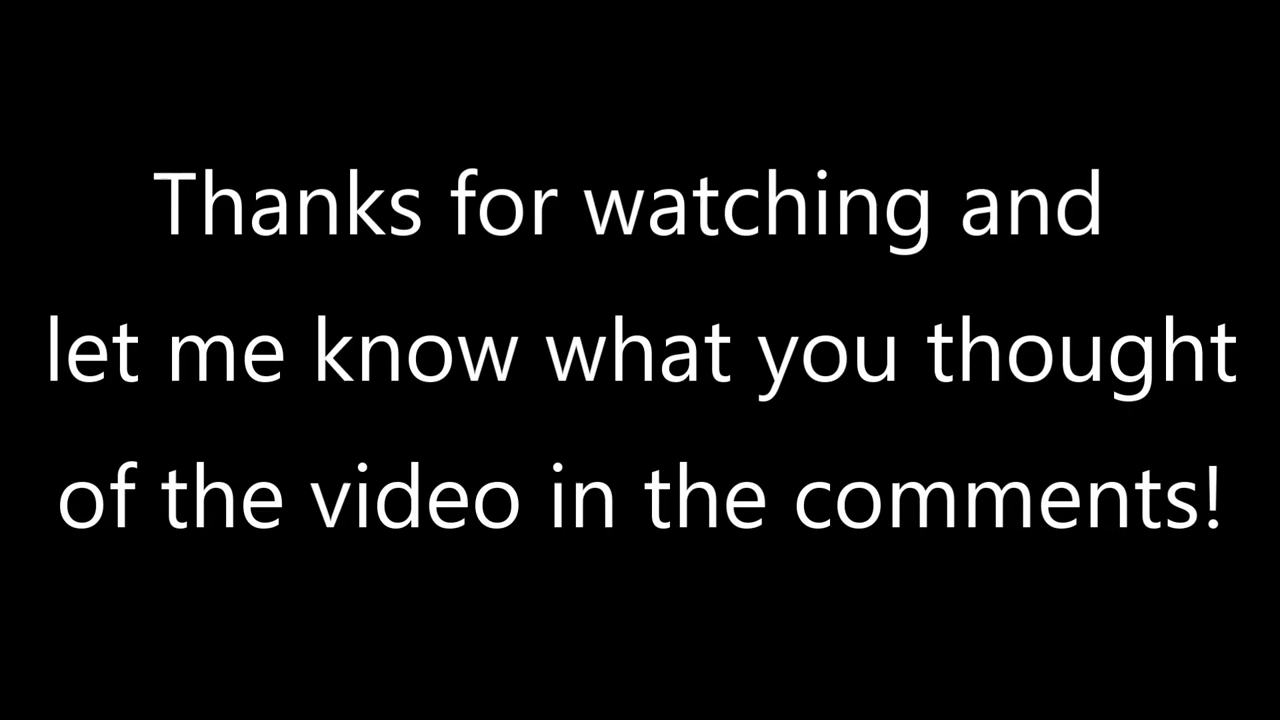 Thanks for watching and
let me know what you thought
of the video in the comments!